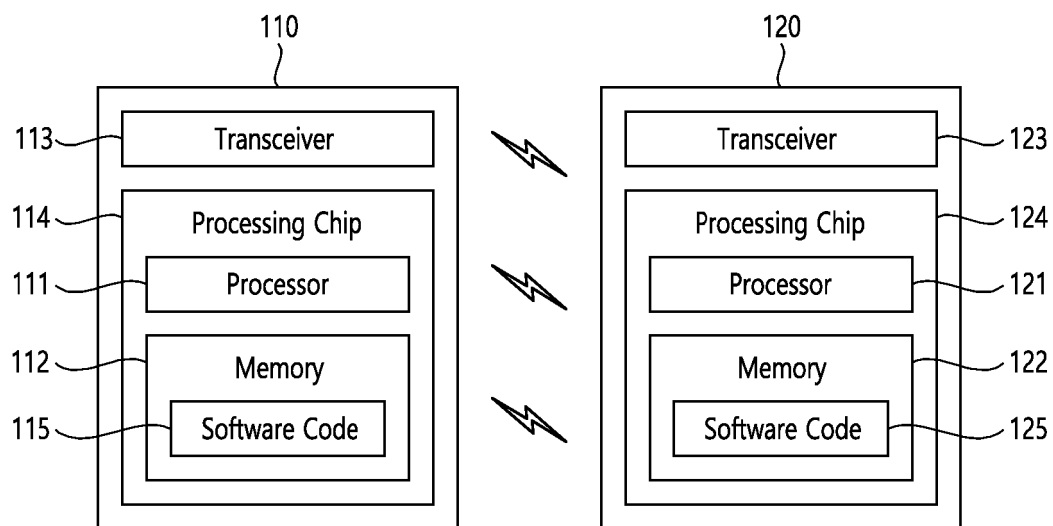 110
120
113
Transceiver
Transceiver
123
114
Processing Chip
Processing Chip
124
111
Processor
Processor
121
112
Memory
Memory
122
115
Software Code
Software Code
125